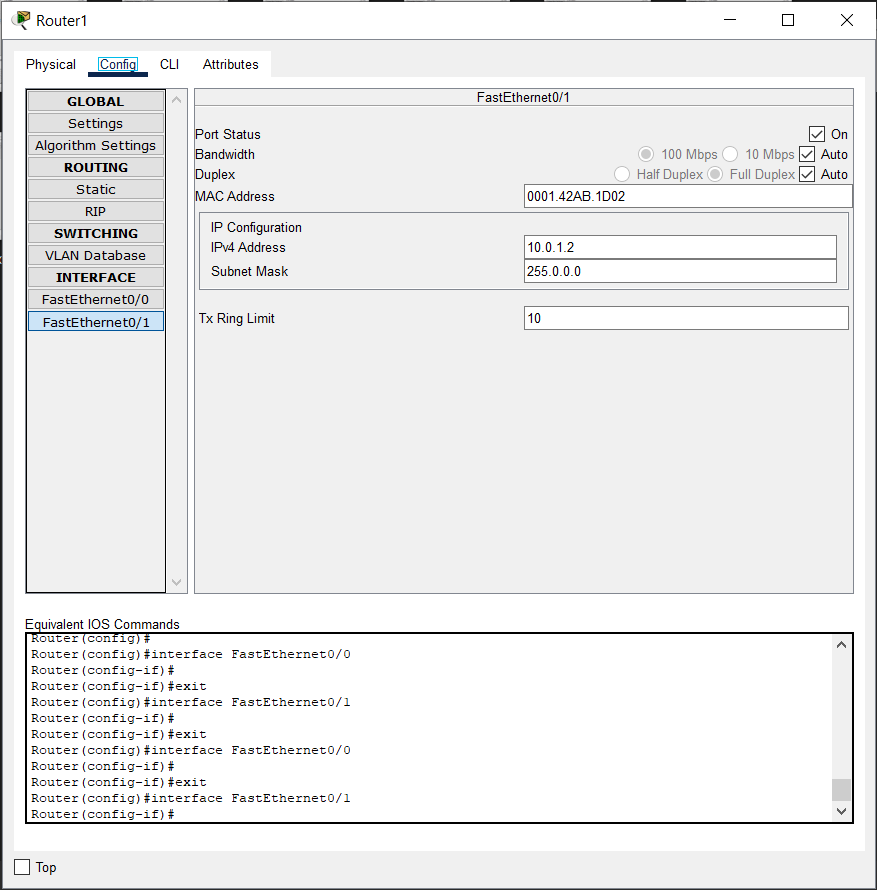 Router1
Physical Config CLI Attributes
GLOBAL
Settings
Algorithm Settings
ROUTING
Static
RIP
SWITCHING
VLAN Database
INTERFACE
FastEthernet0/0
FastEthernet0/1
FastEthernet0/1
Port Status On
Bandwidth 100 Mbps 10 Mbps Auto
Duplex Half Duplex Full Duplex Auto
MAC Address 0001.42AB.1D02
IP Configuration
IPv4 Address 10.0.1.2
Subnet Mask 255.0.0.0
Tx Ring Limit 10
Equivalent IOS Commands
Router(config)#
Router(config)#interface FastEthernet0/0
Router(config-if)#
Router(config-if)#exit
Router(config)#interface FastEthernet0/1
Router(config-if)#
Router(config-if)#exit
Router(config)#interface FastEthernet0/0
Router(config-if)#
Router(config-if)#exit
Router(config)#interface FastEthernet0/1
Router(config-if)#
Top